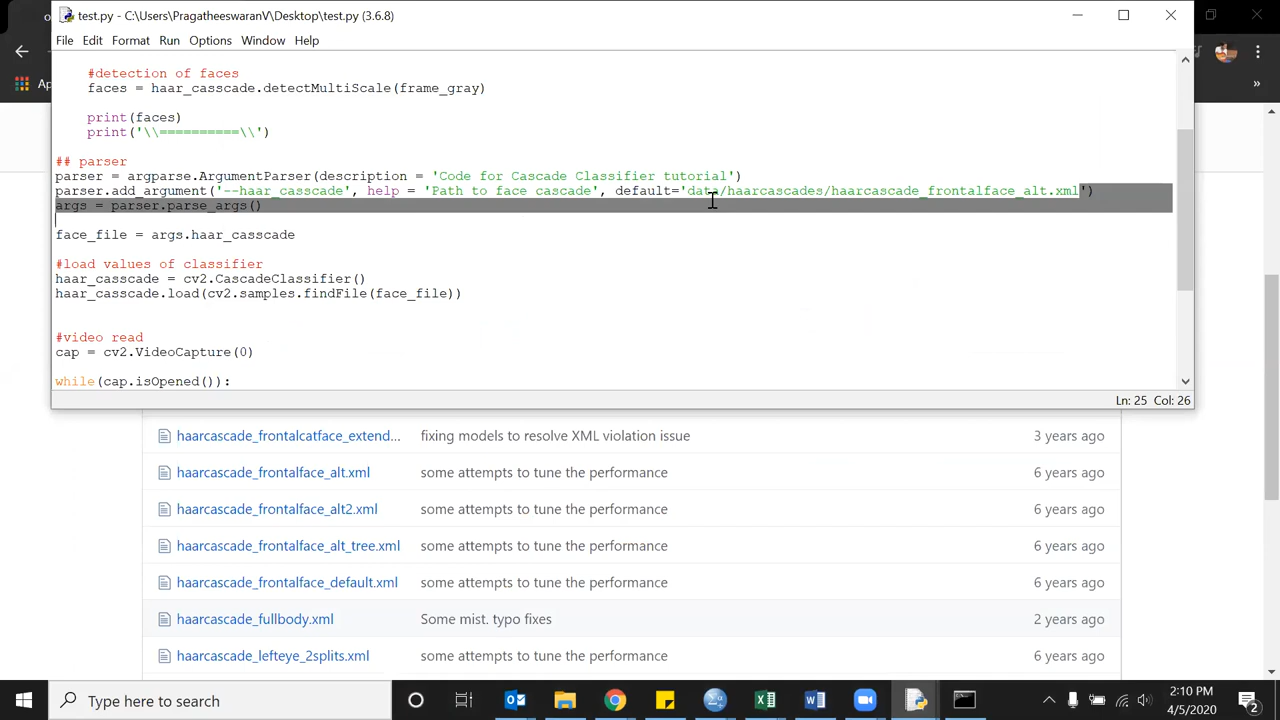 test.py - C:\Users\PragatheeswaranV\Desktop\test.py (3.6.8)
File Edit Format Run Options Window Help
#detection of faces
faces = haar_casscade.detectMultiScale(frame_gray)
print(faces)
print('\\==========\\')
## parser
parser = argparse.ArgumentParser(description = 'Code for Cascade Classifier tutorial')
parser.add_argument('--haar_casscade', help = 'Path to face cascade', default='data/haarcascades/haarcascade_frontalface_alt.xml')
args = parser.parse_args()
face_file = args.haar_casscade
#load values of classifier
haar_casscade = cv2.CascadeClassifier()
haar_casscade.load(cv2.samples.findFile(face_file))
#video read
cap = cv2.VideoCapture(0)
while(cap.isOpened()):
Ln: 25 Col: 26
haarcascade_frontalcatface_extend... fixing models to resolve XML violation issue 3 years ago
haarcascade_frontalface_alt.xml some attempts to tune the performance 6 years ago
haarcascade_frontalface_alt2.xml some attempts to tune the performance 6 years ago
haarcascade_frontalface_alt_tree.xml some attempts to tune the performance 6 years ago
haarcascade_frontalface_default.xml some attempts to tune the performance 6 years ago
haarcascade_fullbody.xml Some mist. typo fixes 2 years ago
haarcascade_lefteye_2splits.xml some attempts to tune the performance 6 years ago
Type here to search
2:10 PM
4/5/2020
2